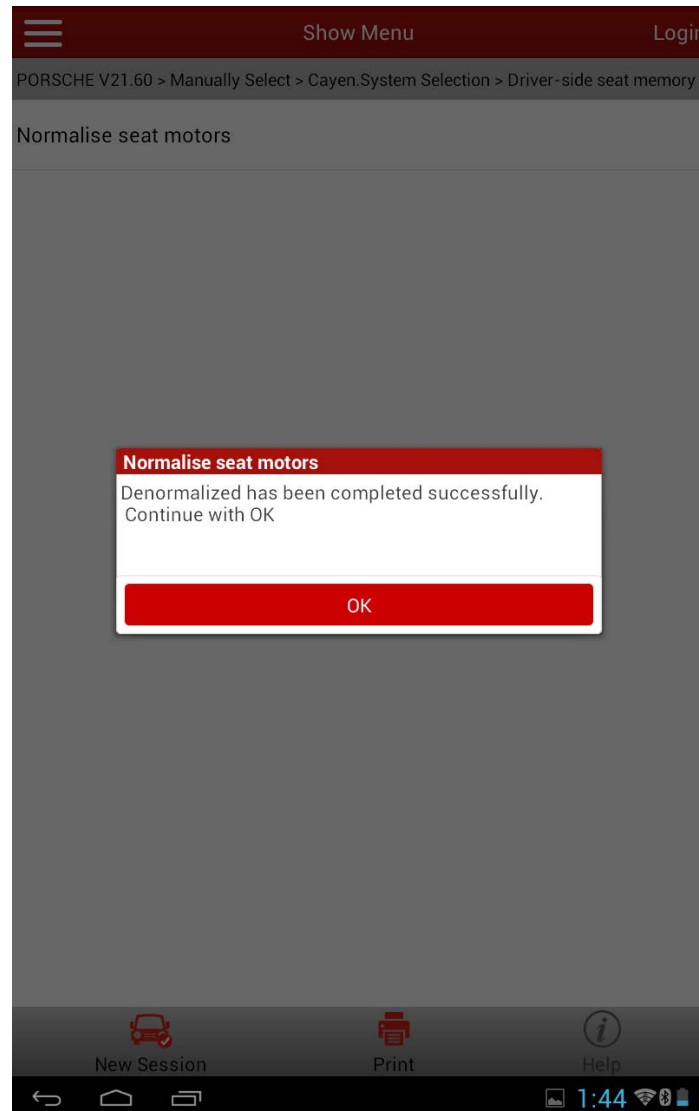 Show Menu
Login
PORSCHE V21.60 > Manually Select > Cayen.System Selection > Driver-side seat memory
Normalise seat motors
Normalise seat motors
Denormalized has been completed successfully.
Continue with OK
OK
New Session
Print
Help
1:44